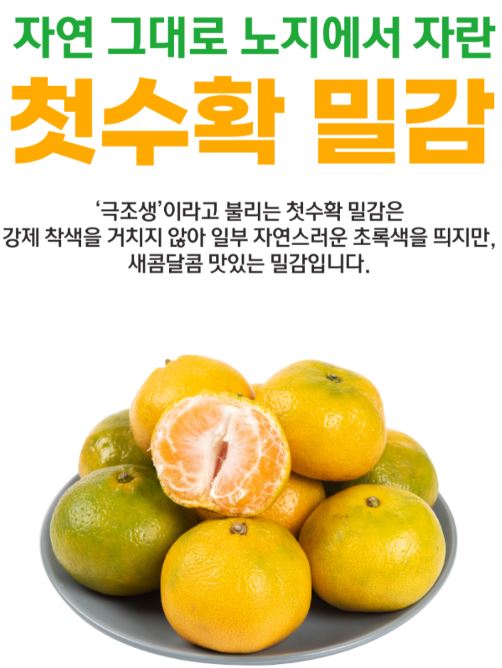 자연 그대로 노지에서 자란
첫수확 밀감
‘극조생’이라고 불리는 첫수확 밀감은
강제 착색을 거치지 않아 일부 자연스러운 초록색을 띄지만,
새콤달콤 맛있는 밀감입니다.